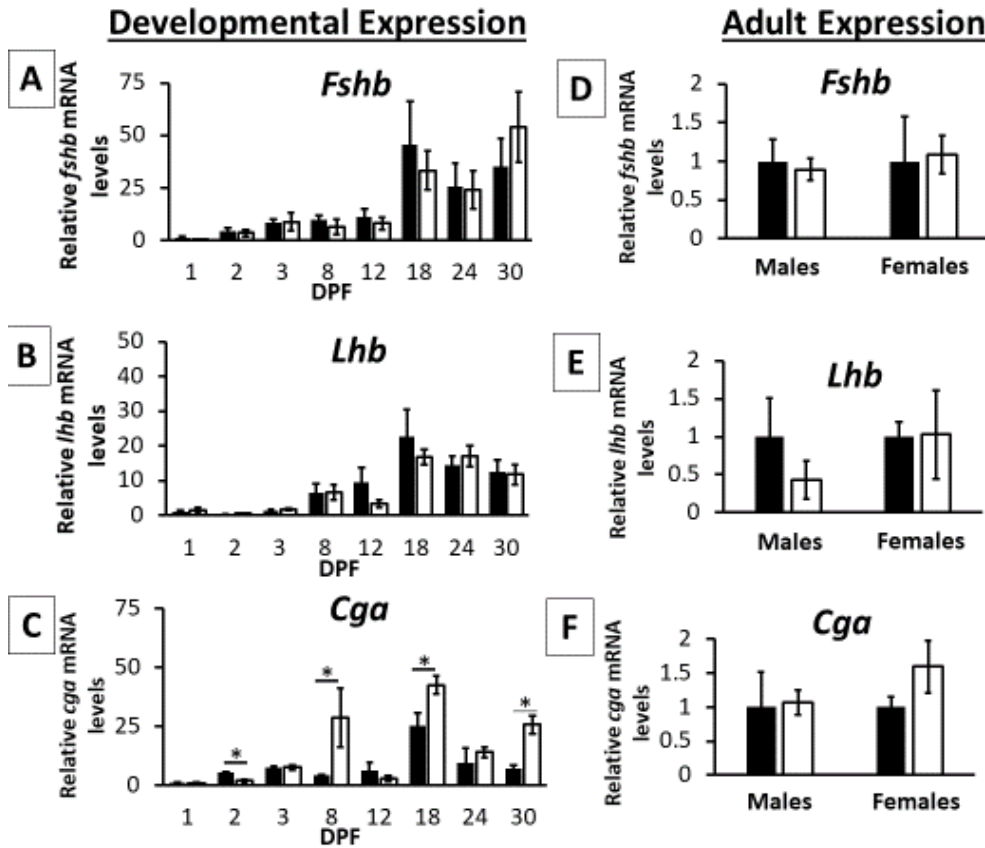 Developmental Expression
Adult Expression
A
Fshb
Relative fshb mRNA
levels
75
50
25
0
1 2 3 8 12 18 24 30
DPF
D
Fshb
Relative fshb mRNA
levels
2
1.5
1
0.5
0
Males Females
B
Lhb
Relative lhb mRNA
levels
50
40
30
20
10
0
1 2 3 8 12 18 24 30
DPF
E
Lhb
Relative lhb mRNA
levels
2
1.5
1
0.5
0
Males Females
C
Cga
Relative cga mRNA
levels
75
50
25
0
* * * *
1 2 3 8 12 18 24 30
DPF
F
Cga
Relative cga mRNA
levels
2
1.5
1
0.5
0
Males Females